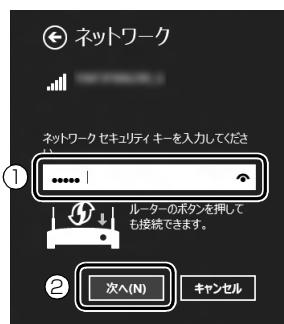 ネットワーク
ネットワーク セキュリティ キーを入力してくださ
い
①
•••••
ルーターのボタンを押して
も接続できます。
②
次へ(N)
キャンセル